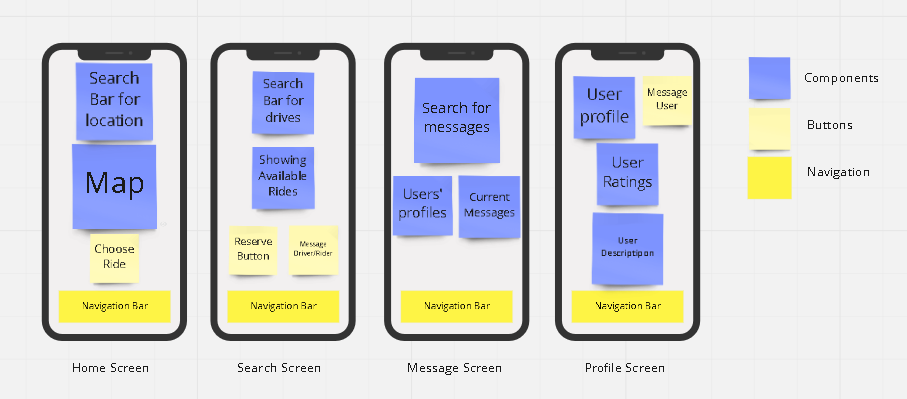 Search
Bar for
location
Map
Choose
Ride
Navigation Bar
Home Screen
Search
Bar for
drives
Showing
Available
Rides
Reserve
Button
Message
Driver/Rider
Navigation Bar
Search Screen
Search for
messages
Users'
profiles
Current
Messages
Navigation Bar
Message Screen
User
profile
Message
User
User
Ratings
User
Descriptipon
Navigation Bar
Profile Screen
Components
Buttons
Navigation